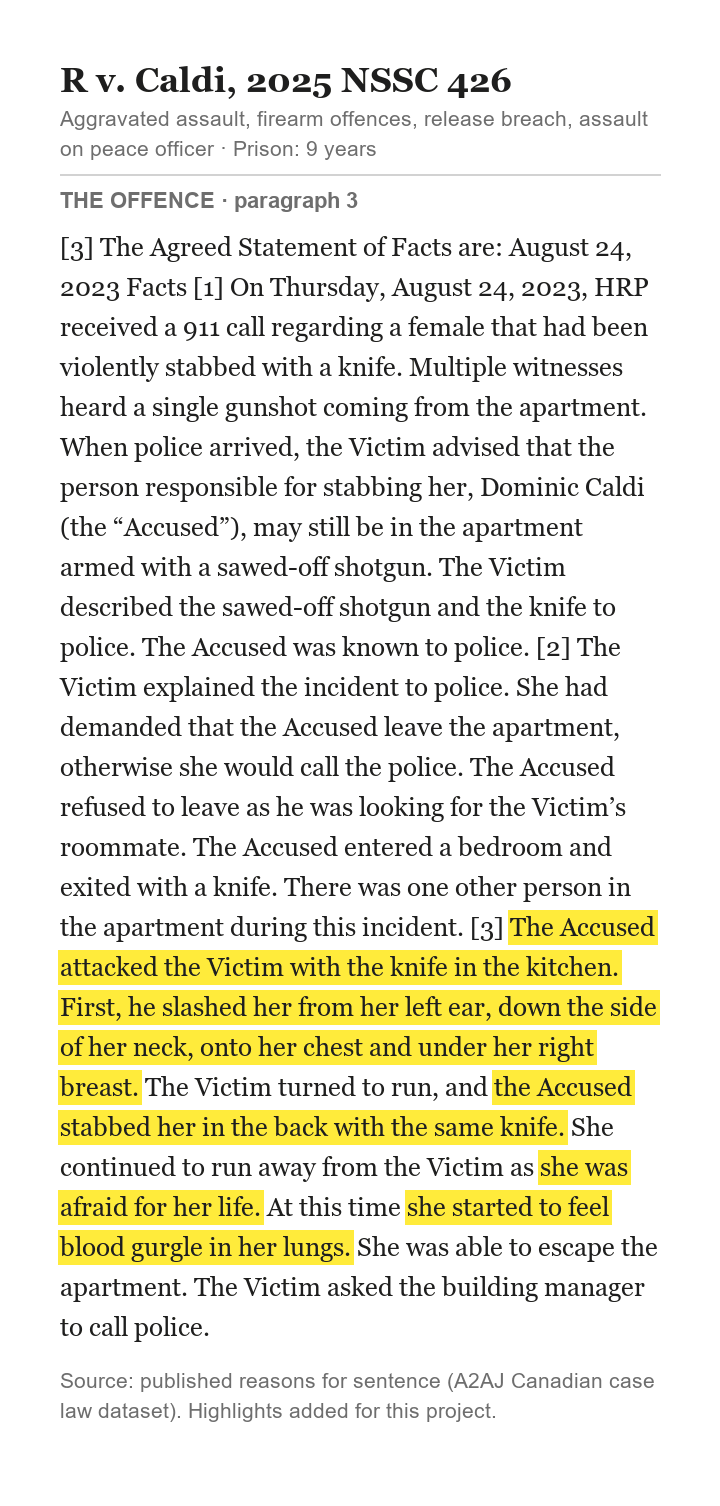 R v. Caldi, 2025 NSSC 426
Aggravated assault, firearm offences, release breach, assault
on peace officer · Prison: 9 years
THE OFFENCE · paragraph 3
[3] The Agreed Statement of Facts are: August 24,
2023 Facts [1] On Thursday, August 24, 2023, HRP
received a 911 call regarding a female that had been
violently stabbed with a knife. Multiple witnesses
heard a single gunshot coming from the apartment.
When police arrived, the Victim advised that the
person responsible for stabbing her, Dominic Caldi
(the “Accused”), may still be in the apartment
armed with a sawed-off shotgun. The Victim
described the sawed-off shotgun and the knife to
police. The Accused was known to police. [2] The
Victim explained the incident to police. She had
demanded that the Accused leave the apartment,
otherwise she would call the police. The Accused
refused to leave as he was looking for the Victim’s
roommate. The Accused entered a bedroom and
exited with a knife. There was one other person in
the apartment during this incident. [3] The Accused
attacked the Victim with the knife in the kitchen.
First, he slashed her from her left ear, down the side
of her neck, onto her chest and under her right
breast. The Victim turned to run, and the Accused
stabbed her in the back with the same knife. She
continued to run away from the Victim as she was
afraid for her life. At this time she started to feel
blood gurgle in her lungs. She was able to escape the
apartment. The Victim asked the building manager
to call police.
Source: published reasons for sentence (A2AJ Canadian case
law dataset). Highlights added for this project.